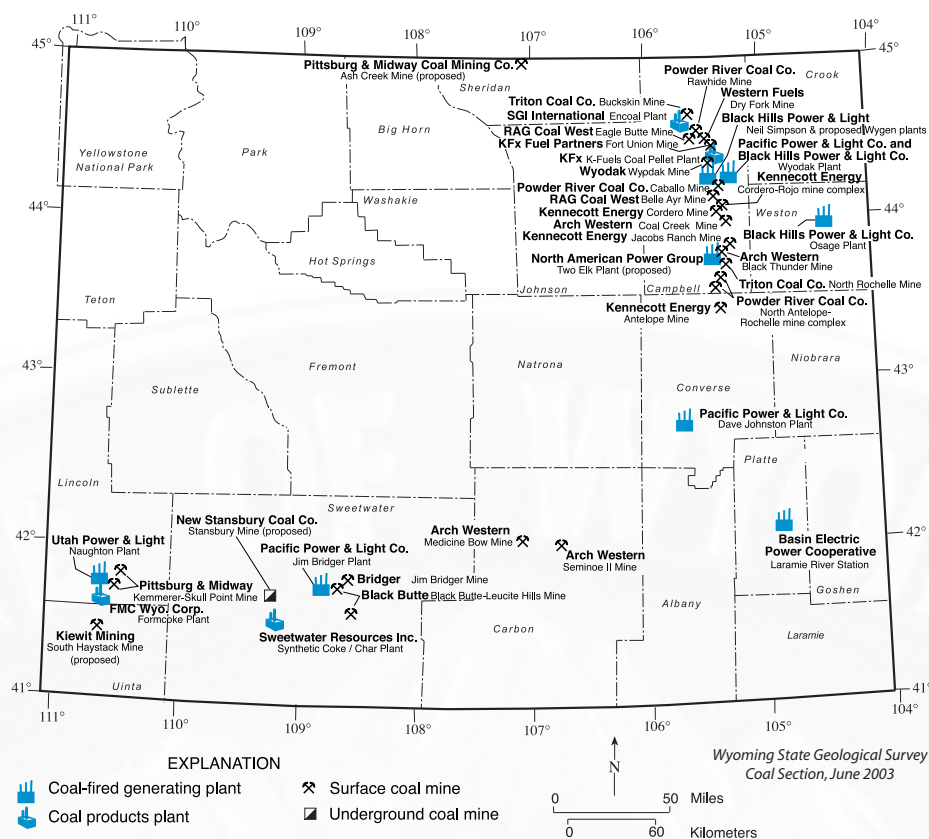 111°
110°
109°
108°
107°
106°
105°
104°
45°
45°
Pittsburg & Midway Coal Mining Co.
Ash Creek Mine (proposed)
Sheridan
Powder River Coal Co.
Rawhide Mine
Crook
Triton Coal Co. Buckskin Mine
Western Fuels
Dry Fork Mine
SGI International Encoal Plant
Black Hills Power & Light
Neil Simpson & proposed Wygen plants
RAG Coal West Eagle Butte Mine
KFx Fuel Partners Fort Union Mine
Pacific Power & Light Co. and
Black Hills Power & Light Co.
Wyodak Plant
KFx K-Fuels Coal Pellet Plant
Wyodak Wyodak Mine
Kennecott Energy
Cordero-Rojo mine complex
Big Horn
Park
Yellowstone
National Park
Washakie
Powder River Coal Co. Caballo Mine
RAG Coal West Belle Ayr Mine
Kennecott Energy Cordero Mine
Arch Western Coal Creek Mine
Kennecott Energy Jacobs Ranch Mine
Weston
44°
44°
Black Hills Power & Light Co.
Osage Plant
Hot Springs
North American Power Group
Two Elk Plant (proposed)
Arch Western
Black Thunder Mine
Triton Coal Co. North Rochelle Mine
Teton
Johnson
Campbell
Powder River Coal Co.
North Antelope-
Rochelle mine complex
Kennecott Energy
Antelope Mine
43°
43°
Sublette
Fremont
Natrona
Niobrara
Converse
Pacific Power & Light Co.
Dave Johnston Plant
Platte
Lincoln
Sweetwater
42°
42°
New Stansbury Coal Co.
Stansbury Mine (proposed)
Arch Western
Medicine Bow Mine
Arch Western
Seminoe II Mine
Basin Electric
Power Cooperative
Laramie River Station
Utah Power & Light
Naughton Plant
Pacific Power & Light Co.
Jim Bridger Plant
Pittsburg & Midway
Kemmerer-Skull Point Mine
Bridger Jim Bridger Mine
Black Butte Black Butte-Leucite Hills Mine
Goshen
FMC Wyo. Corp.
Formcoke Plant
Albany
Kiewit Mining
South Haystack Mine
(proposed)
Sweetwater Resources Inc.
Synthetic Coke / Char Plant
Carbon
Laramie
Uinta
41°
41°
111°
110°
109°
108°
107°
106°
105°
104°
EXPLANATION
Coal-fired generating plant
Coal products plant
Surface coal mine
Underground coal mine
N
0 50 Miles
0 60 Kilometers
Wyoming State Geological Survey
Coal Section, June 2003